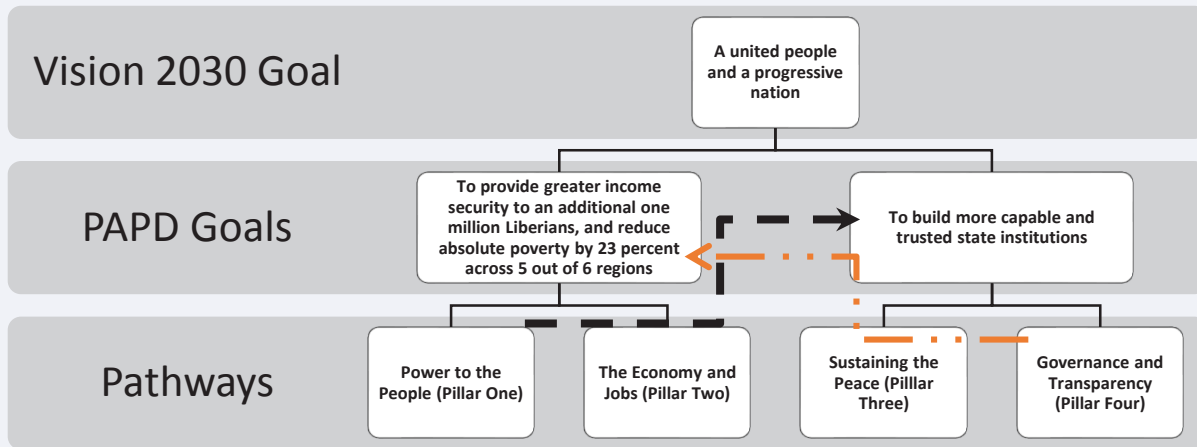 Vision 2030 Goal
A united people
and a progressive
nation
PAPD Goals
To provide greater income
security to an additional one
million Liberians, and reduce
absolute poverty by 23 percent
across 5 out of 6 regions
To build more capable and
trusted state institutions
Pathways
Power to the
People (Pillar One)
The Economy and
Jobs (Pillar Two)
Sustaining the
Peace (Pilllar
Three)
Governance and
Transparency
(Pillar Four)